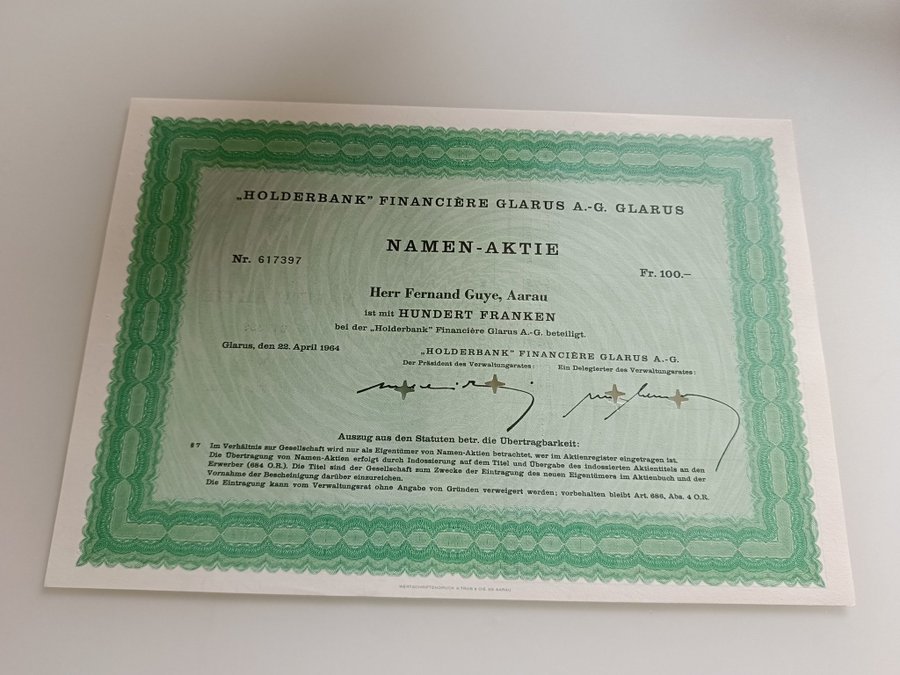 „HOLDERBANK” FINANCIÈRE GLARUS A.-G. GLARUS
NAMEN-AKTIE
Nr. 617397
Fr. 100.–
Herr Fernand Guye, Aarau
ist mit HUNDERT FRANKEN
bei der „Holderbank” Financière Glarus A.-G. beteiligt.
Glarus, den 22. April 1964
„HOLDERBANK” FINANCIÈRE GLARUS A.-G.
Der Präsident des Verwaltungsrates: Ein Delegierter des Verwaltungsrates:
Auszug aus den Statuten betr. die Übertragbarkeit:
§ 7 Im Verhältnis zur Gesellschaft wird nur als Eigentümer von Namen-Aktien betrachtet, wer im Aktienregister eingetragen ist.
Die Übertragung von Namen-Aktien erfolgt durch Indossierung auf dem Titel und Übergabe des indossierten Aktientitels an den
Erwerber (684 O.R.). Die Titel sind der Gesellschaft zum Zwecke der Eintragung des neuen Eigentümers im Aktienbuch und der
Vornahme der Bescheinigung darüber einzureichen.
Die Eintragung kann vom Verwaltungsrat ohne Angabe von Gründen verweigert werden; vorbehalten bleibt Art. 686, Abs. 4 O.R.
WERTSCHRIFTENDRUCK A. TRÜB & CIE. AG AARAU